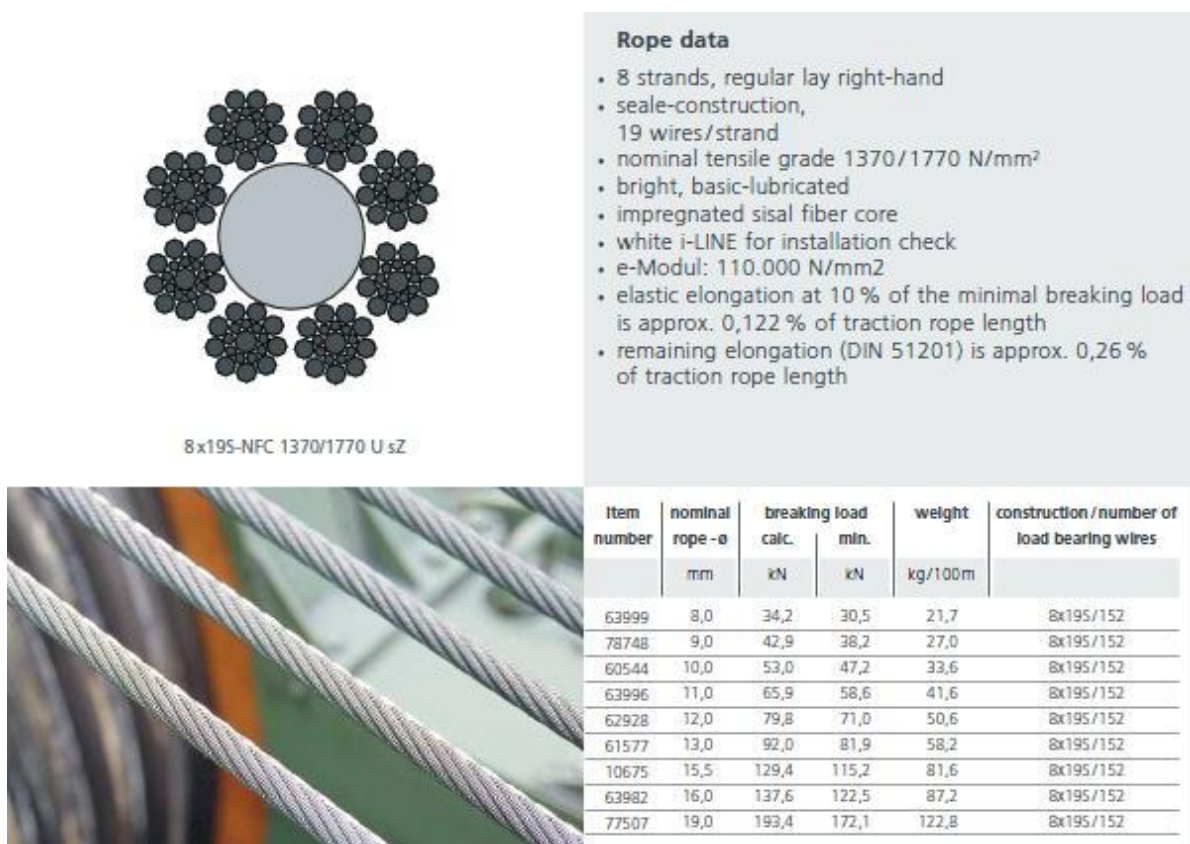 Rope data
• 8 strands, regular lay right-hand
• seale-construction,
19 wires/strand
• nominal tensile grade 1370/1770 N/mm²
• bright, basic-lubricated
• impregnated sisal fiber core
• white i-LINE for installation check
• e-Modul: 110.000 N/mm2
• elastic elongation at 10 % of the minimal breaking load
is approx. 0,122 % of traction rope length
• remaining elongation (DIN 51201) is approx. 0,26 %
of traction rope length
8x19S-NFC 1370/1770 U sZ
Item nominal breaking load weight construction/number of
number rope-ø calc. min. load bearing wires
mm kN kN kg/100m
63999 8,0 34,2 30,5 21,7 8x19S/152
78748 9,0 42,9 38,2 27,0 8x19S/152
60544 10,0 53,0 47,2 33,6 8x19S/152
63996 11,0 65,9 58,6 41,6 8x19S/152
62928 12,0 79,8 71,0 50,6 8x19S/152
61577 13,0 92,0 81,9 58,2 8x19S/152
10675 15,5 129,4 115,2 81,6 8x19S/152
63982 16,0 137,6 122,5 87,2 8x19S/152
77507 19,0 193,4 172,1 122,8 8x19S/152